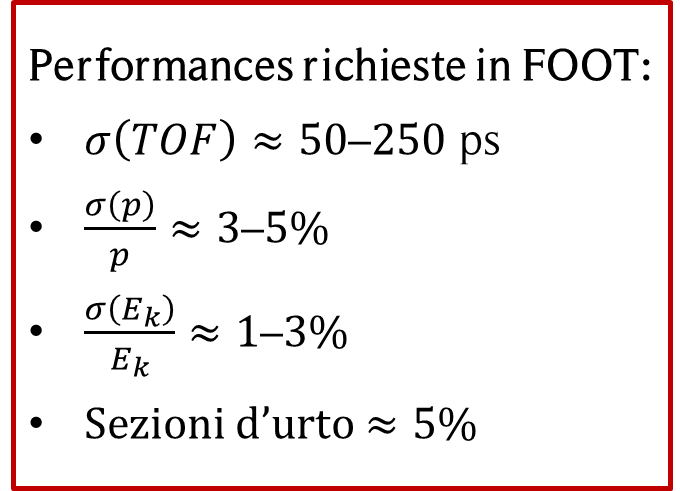 Performances richieste in FOOT:
• σ(TOF) ≈ 50–250 ps
• σ(p)/p ≈ 3–5%
• σ(E_k)/E_k ≈ 1–3%
• Sezioni d’urto ≈ 5%